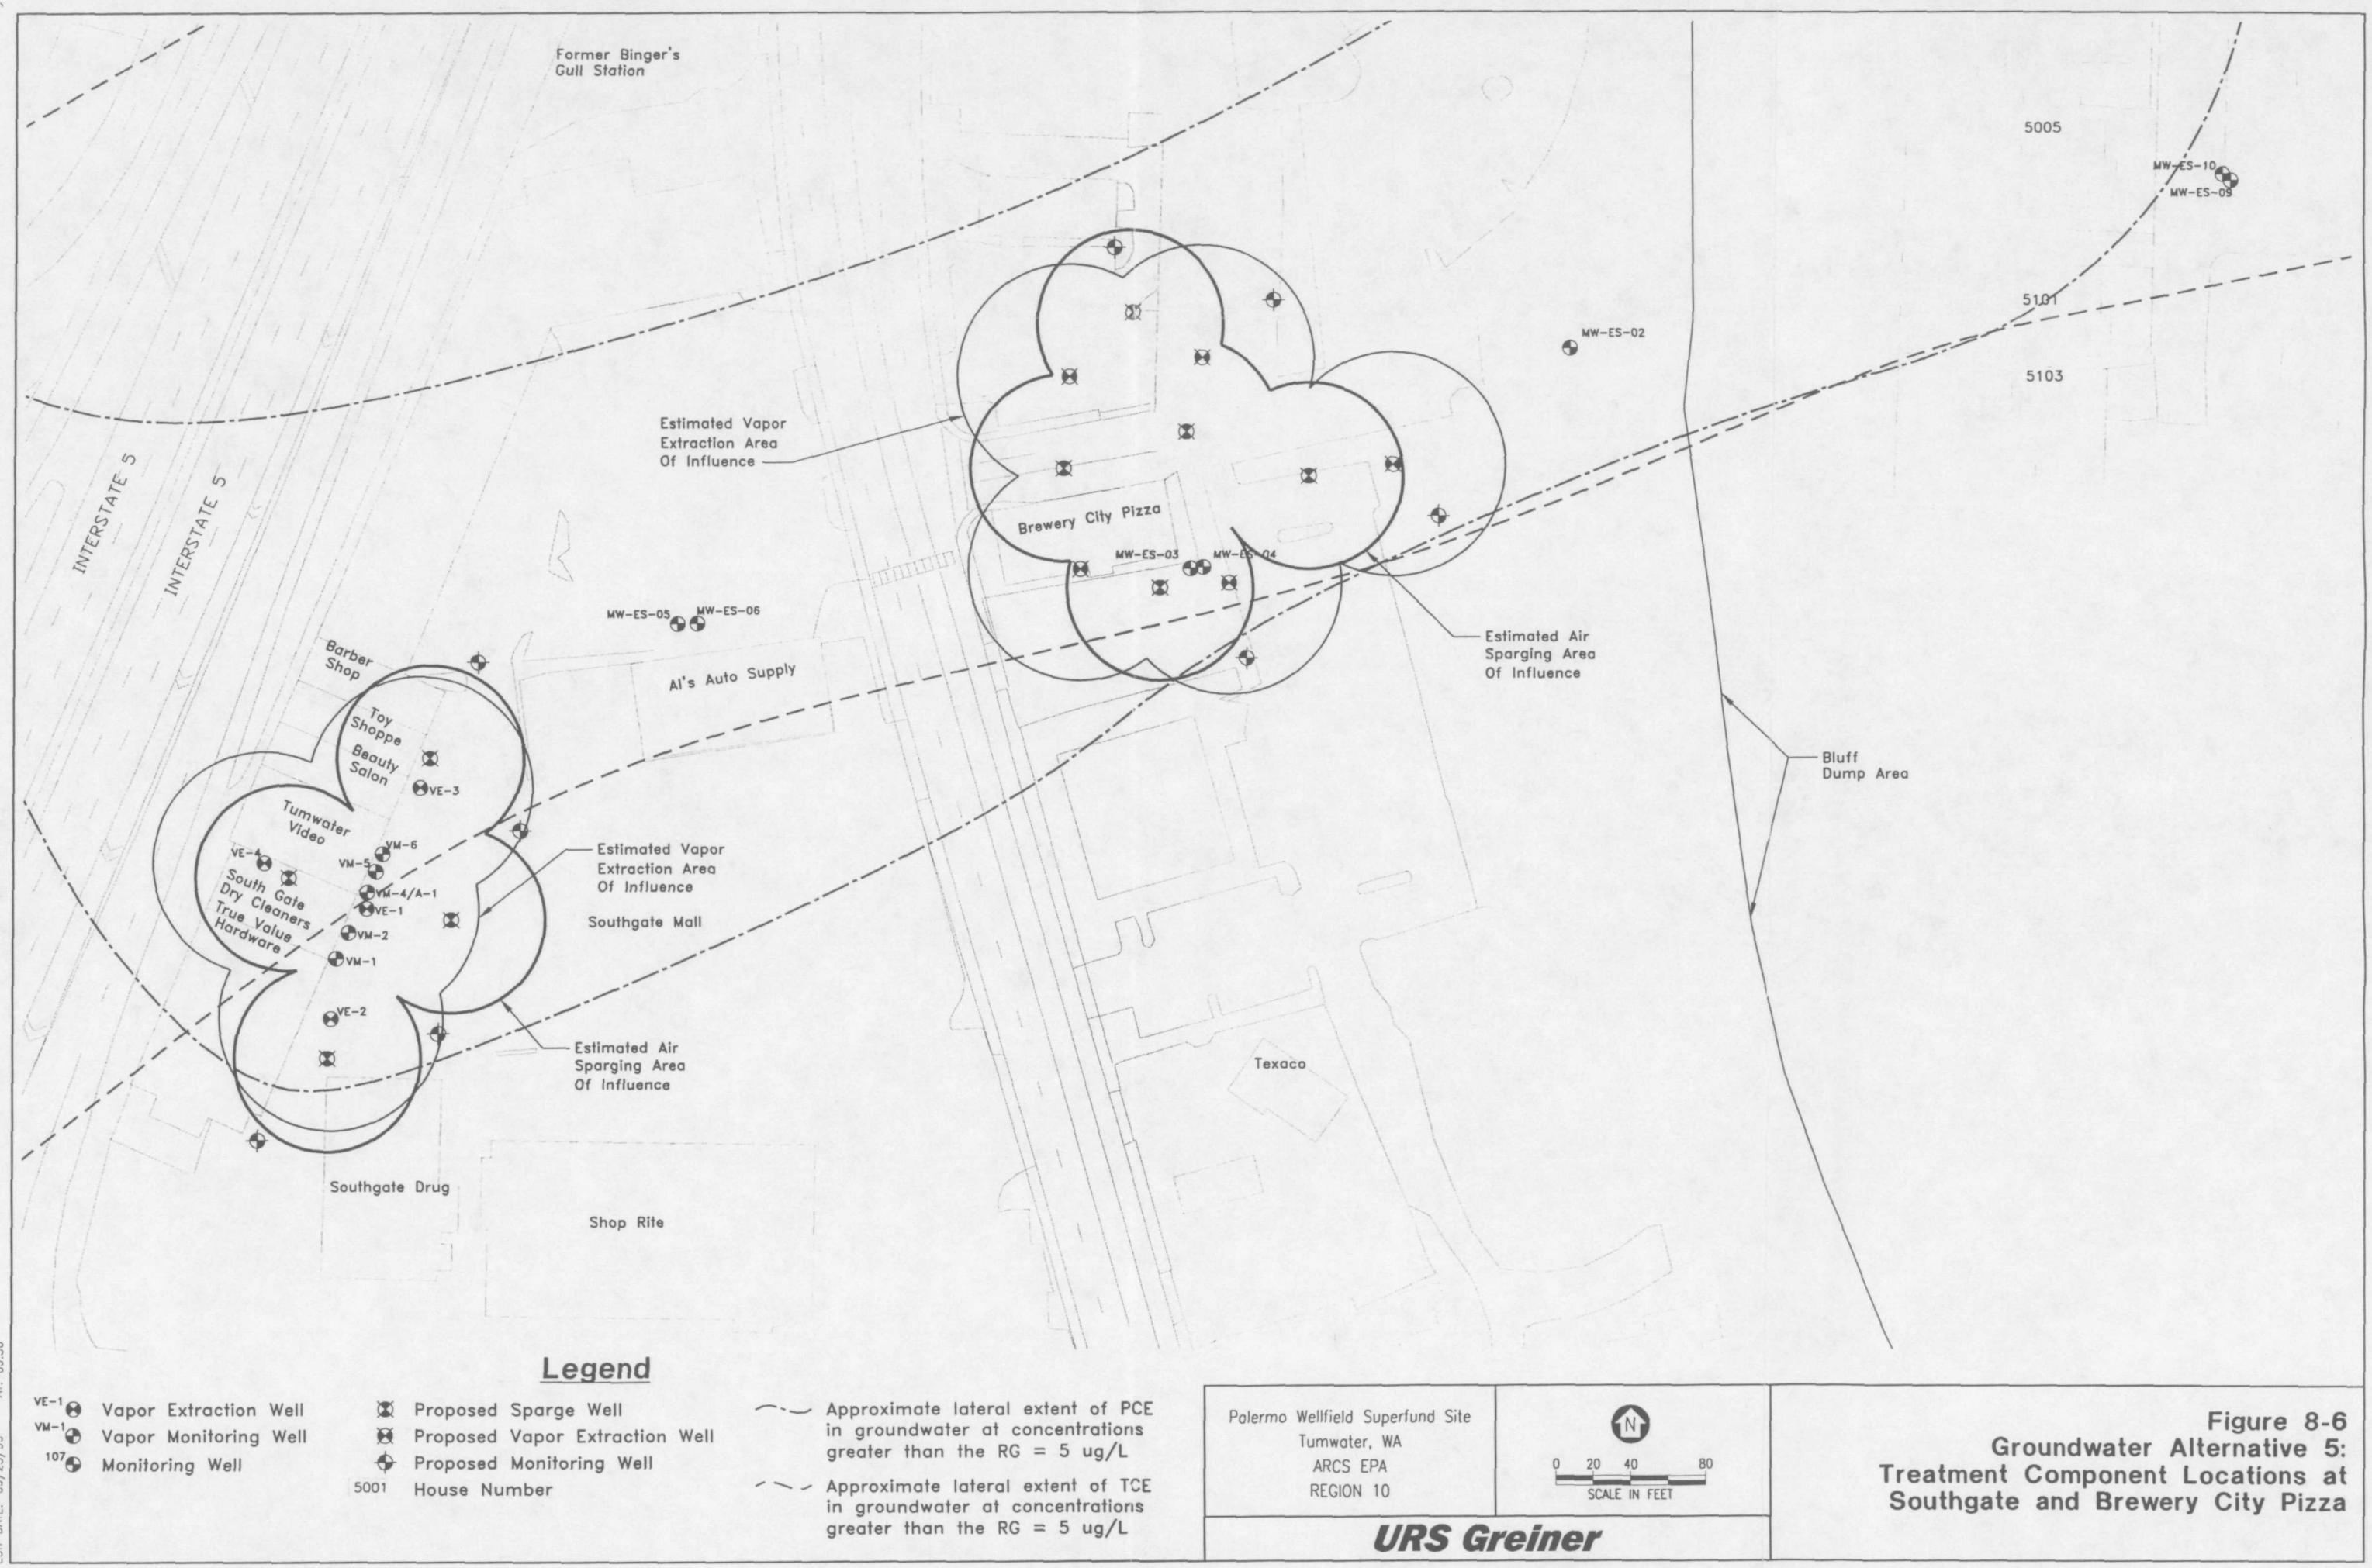 Former Binger's
Gull Station
5005
MW-ES-10
MW-ES-09
5101
MW-ES-02
5103
Estimated Vapor
Extraction Area
Of Influence
INTERSTATE 5
INTERSTATE 5
Brewery City Pizza
MW-ES-03
MW-ES-04
MW-ES-05
MW-ES-06
Estimated Air
Sparging Area
Of Influence
Barber
Shop
Al's Auto Supply
Toy
Shoppe
Beauty
Salon
VE-3
Bluff
Dump Area
Tumwater
Video
VM-6
VE-4
VM-5
Estimated Vapor
Extraction Area
Of Influence
VM-4/A-1
VE-1
South Gate
Dry Cleaners
True Value
Hardware
VM-2
VM-1
Southgate Mall
VE-2
Estimated Air
Sparging Area
Of Influence
Texaco
Southgate Drug
Shop Rite
Legend
VE-1 Vapor Extraction Well
VM-1 Vapor Monitoring Well
107 Monitoring Well
Proposed Sparge Well
Proposed Vapor Extraction Well
Proposed Monitoring Well
5001 House Number
Approximate lateral extent of PCE
in groundwater at concentrations
greater than the RG = 5 ug/L
Approximate lateral extent of TCE
in groundwater at concentrations
greater than the RG = 5 ug/L
Palermo Wellfield Superfund Site
Tumwater, WA
ARCS EPA
REGION 10
N
0 20 40 80
SCALE IN FEET
URS Greiner
Figure 8-6
Groundwater Alternative 5:
Treatment Component Locations at
Southgate and Brewery City Pizza